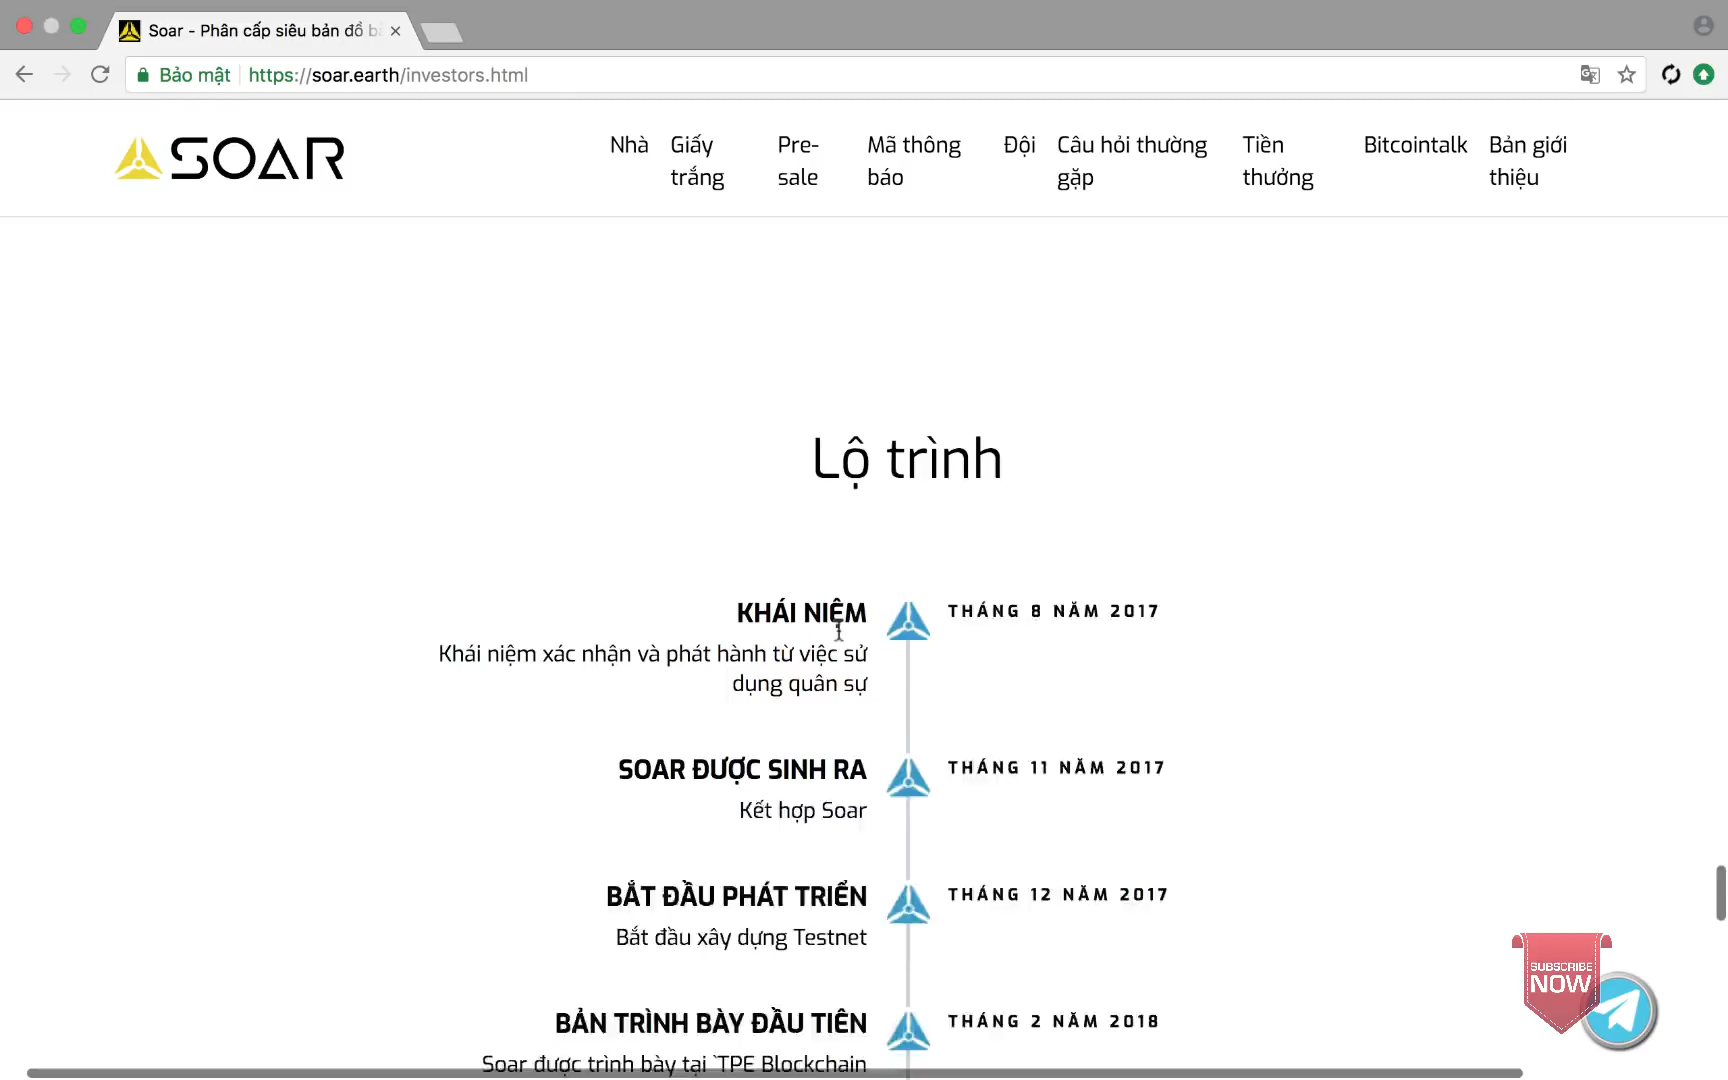 Soar - Phân cấp siêu bản đồ
Bảo mật https://soar.earth/investors.html
SOAR
Nhà Giấy trắng Pre-sale Mã thông báo Đội Câu hỏi thường gặp Tiền thưởng Bitcointalk Bản giới thiệu
Lộ trình
KHÁI NIỆM THÁNG 8 NĂM 2017
Khái niệm xác nhận và phát hành từ việc sử
dụng quân sự
SOAR ĐƯỢC SINH RA THÁNG 11 NĂM 2017
Kết hợp Soar
BẮT ĐẦU PHÁT TRIỂN THÁNG 12 NĂM 2017
Bắt đầu xây dựng Testnet
BẢN TRÌNH BÀY ĐẦU TIÊN THÁNG 2 NĂM 2018
Soar được trình bày tại `TPE Blockchain
SUBSCRIBE
NOW